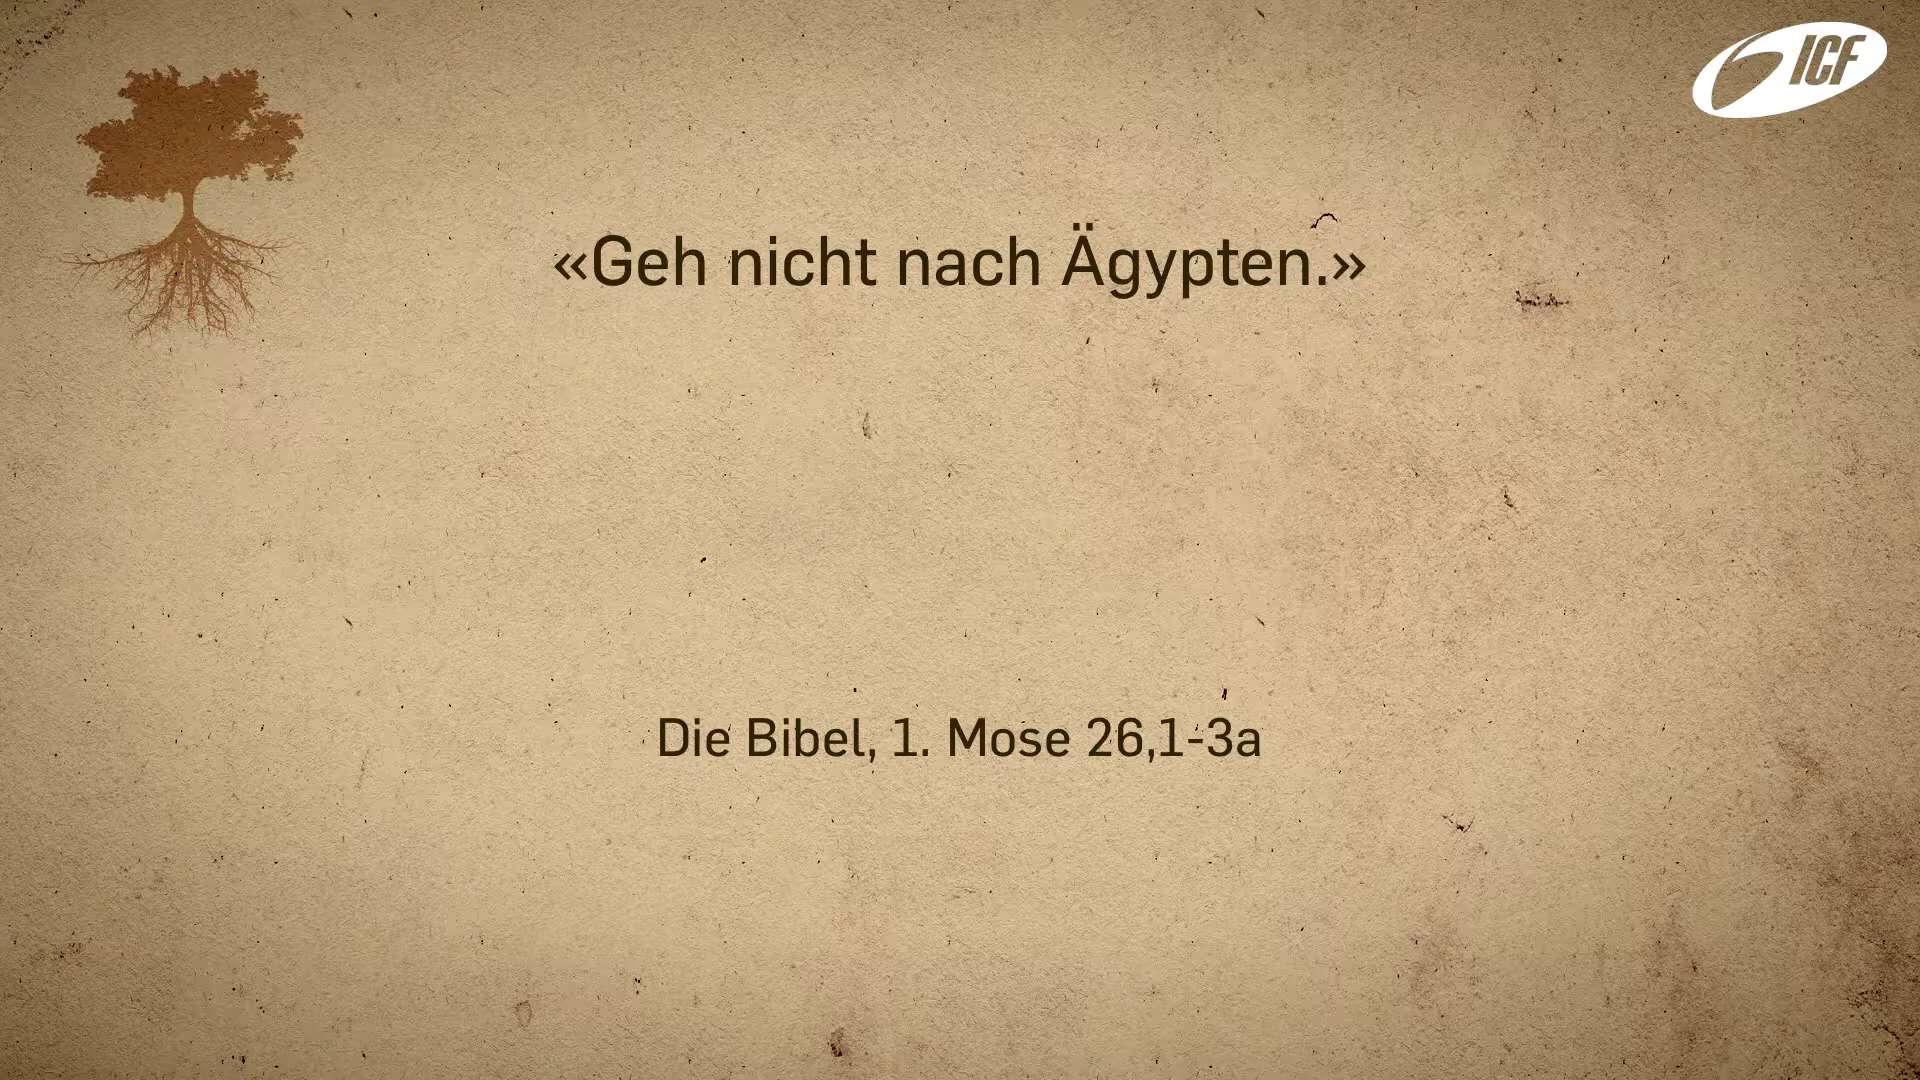 ICF
«Geh nicht nach Ägypten.»
Die Bibel, 1. Mose 26,1-3a